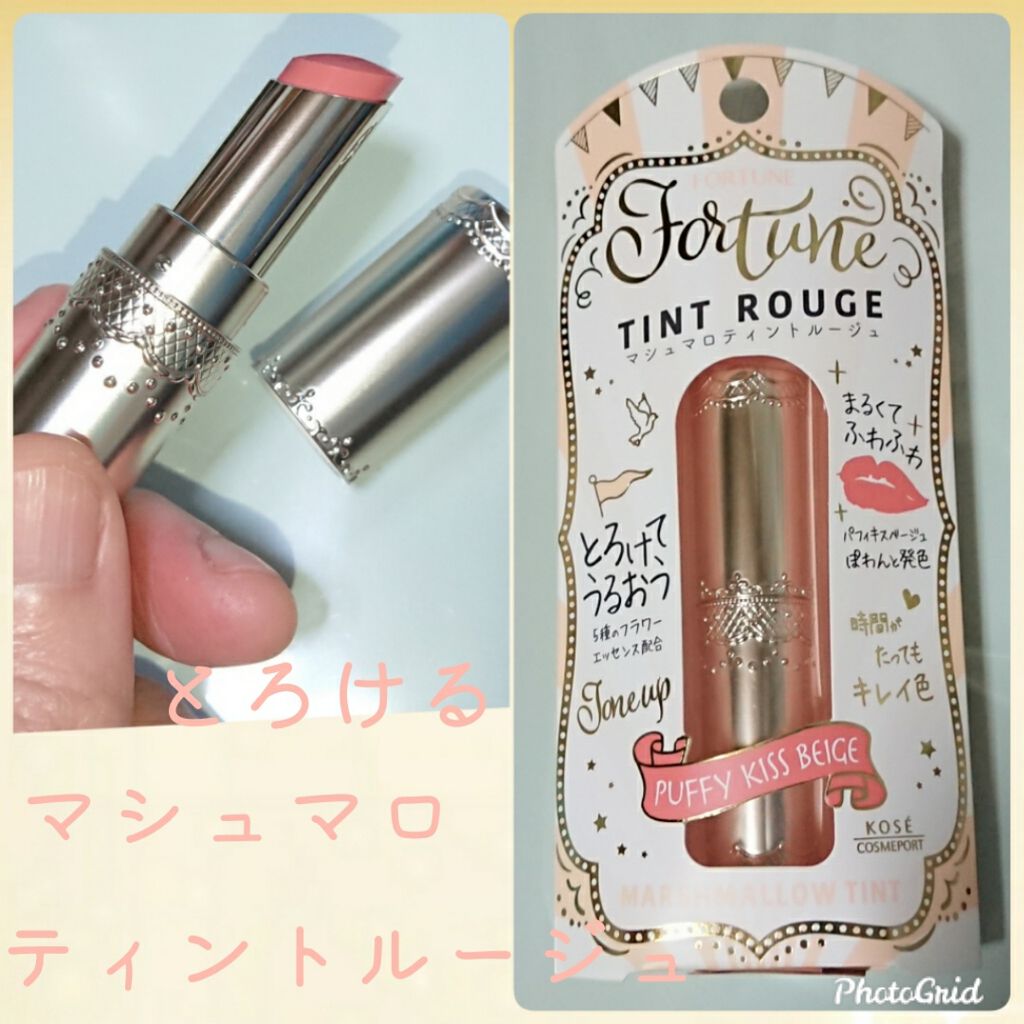 FORTUNE
Fortune
TINT ROUGE
マシュマロティントルージュ
まるくて
ふわふわ
パフィキスベージュ
ぽわんと発色
とろけて、
うるおう
5種のフラワー
エッセンス配合
時間が
たっても
キレイ色
Tone up
PUFFY KISS BEIGE
KOSÉ
COSMEPORT
MARSHMALLOW TINT
とろける
マシュマロ
ティントルージュ
PhotoGrid